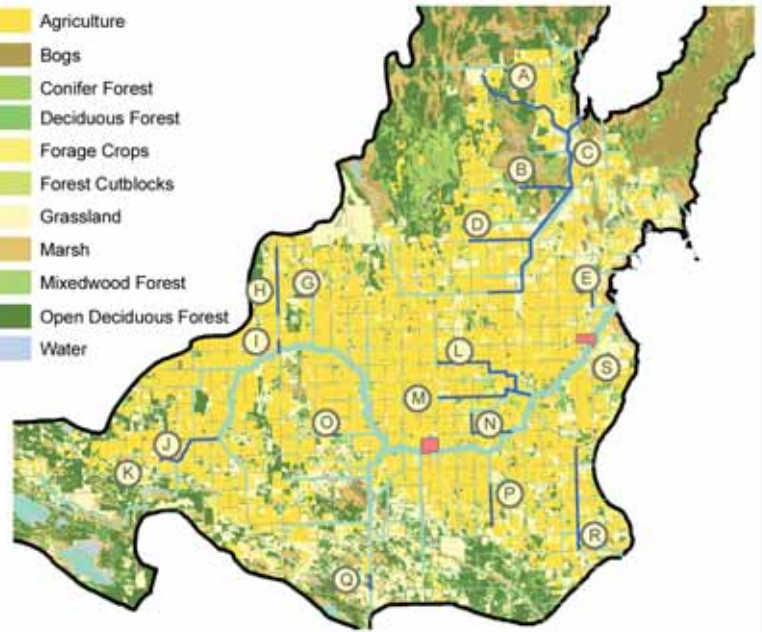 Agriculture
Bogs
Conifer Forest
Deciduous Forest
Forage Crops
Forest Cutblocks
Grassland
Marsh
Mixedwood Forest
Open Deciduous Forest
Water
A
C
B
D
E
H
G
I
L
S
M
O
N
J
K
P
R
Q